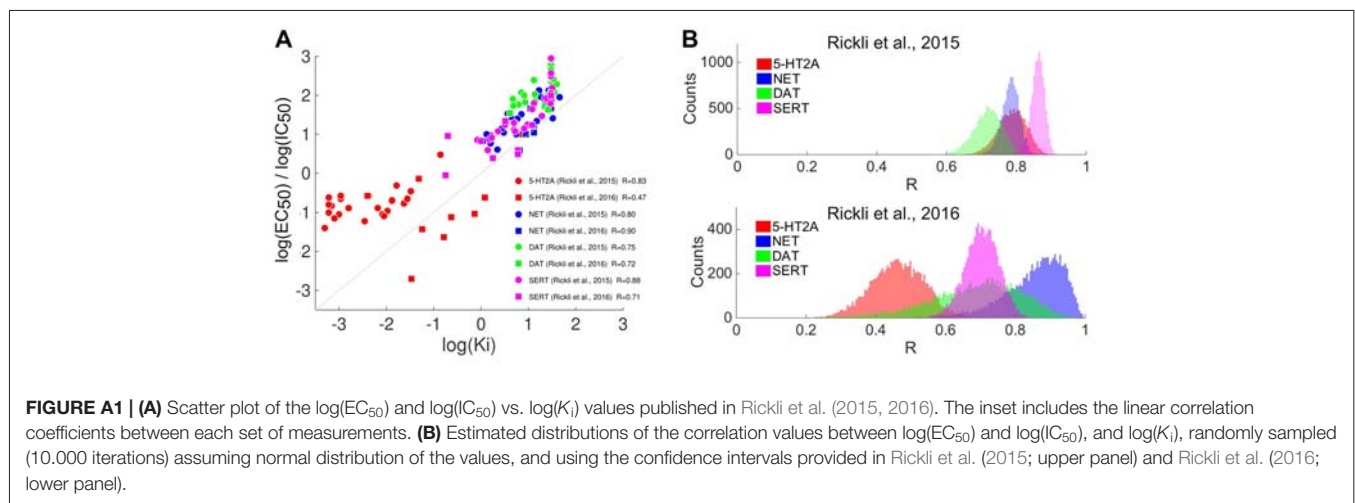 A
3
2
1
0
-1
2
-3
log(EC50) / log(IC50)
-3 -2 -1 0 1 2 3
log(Ki)
5-HT2A (Rickli et al., 2015) R=0.83
5-HT2A (Rickli et al., 2016) R=0.47
NET (Rickli et al., 2015) R=0.80
NET (Rickli et al., 2016) R=0.90
DAT (Rickli et al., 2015) R=0.75
DAT (Rickli et al., 2016) R=0.72
SERT (Rickli et al., 2015) R=0.88
SERT (Rickli et al., 2016) R=0.71
B
Rickli et al., 2015
5-HT2A
NET
DAT
SERT
1000
500
0
Counts
0 0.2 0.4 0.6 0.8 1
R
Rickli et al., 2016
5-HT2A
NET
DAT
SERT
400
200
0
Counts
0 0.2 0.4 0.6 0.8 1
R
FIGURE A1 | (A) Scatter plot of the log(EC50) and log(IC50) vs. log(Ki) values published in Rickli et al. (2015, 2016). The inset includes the linear correlation
coefficients between each set of measurements. (B) Estimated distributions of the correlation values between log(EC50) and log(IC50), and log(Ki), randomly sampled
(10.000 iterations) assuming normal distribution of the values, and using the confidence intervals provided in Rickli et al. (2015; upper panel) and Rickli et al. (2016;
lower panel).